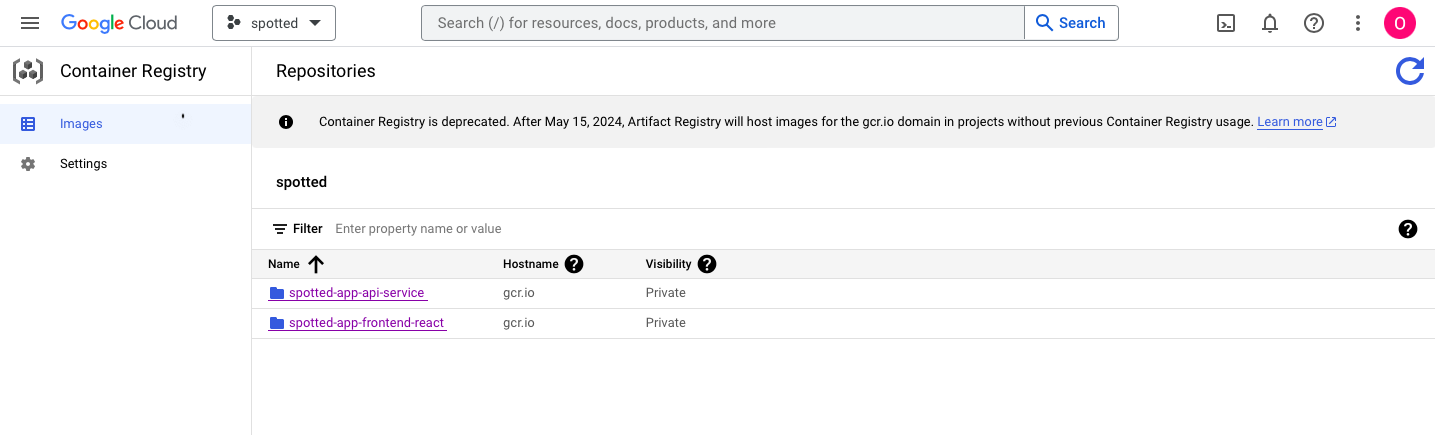 Google Cloud
spotted
Search (/) for resources, docs, products, and more
Search
O
Container Registry
Repositories
Images
Settings
Container Registry is deprecated. After May 15, 2024, Artifact Registry will host images for the gcr.io domain in projects without previous Container Registry usage. Learn more
spotted
Filter Enter property name or value
Name Hostname Visibility
spotted-app-api-service gcr.io Private
spotted-app-frontend-react gcr.io Private